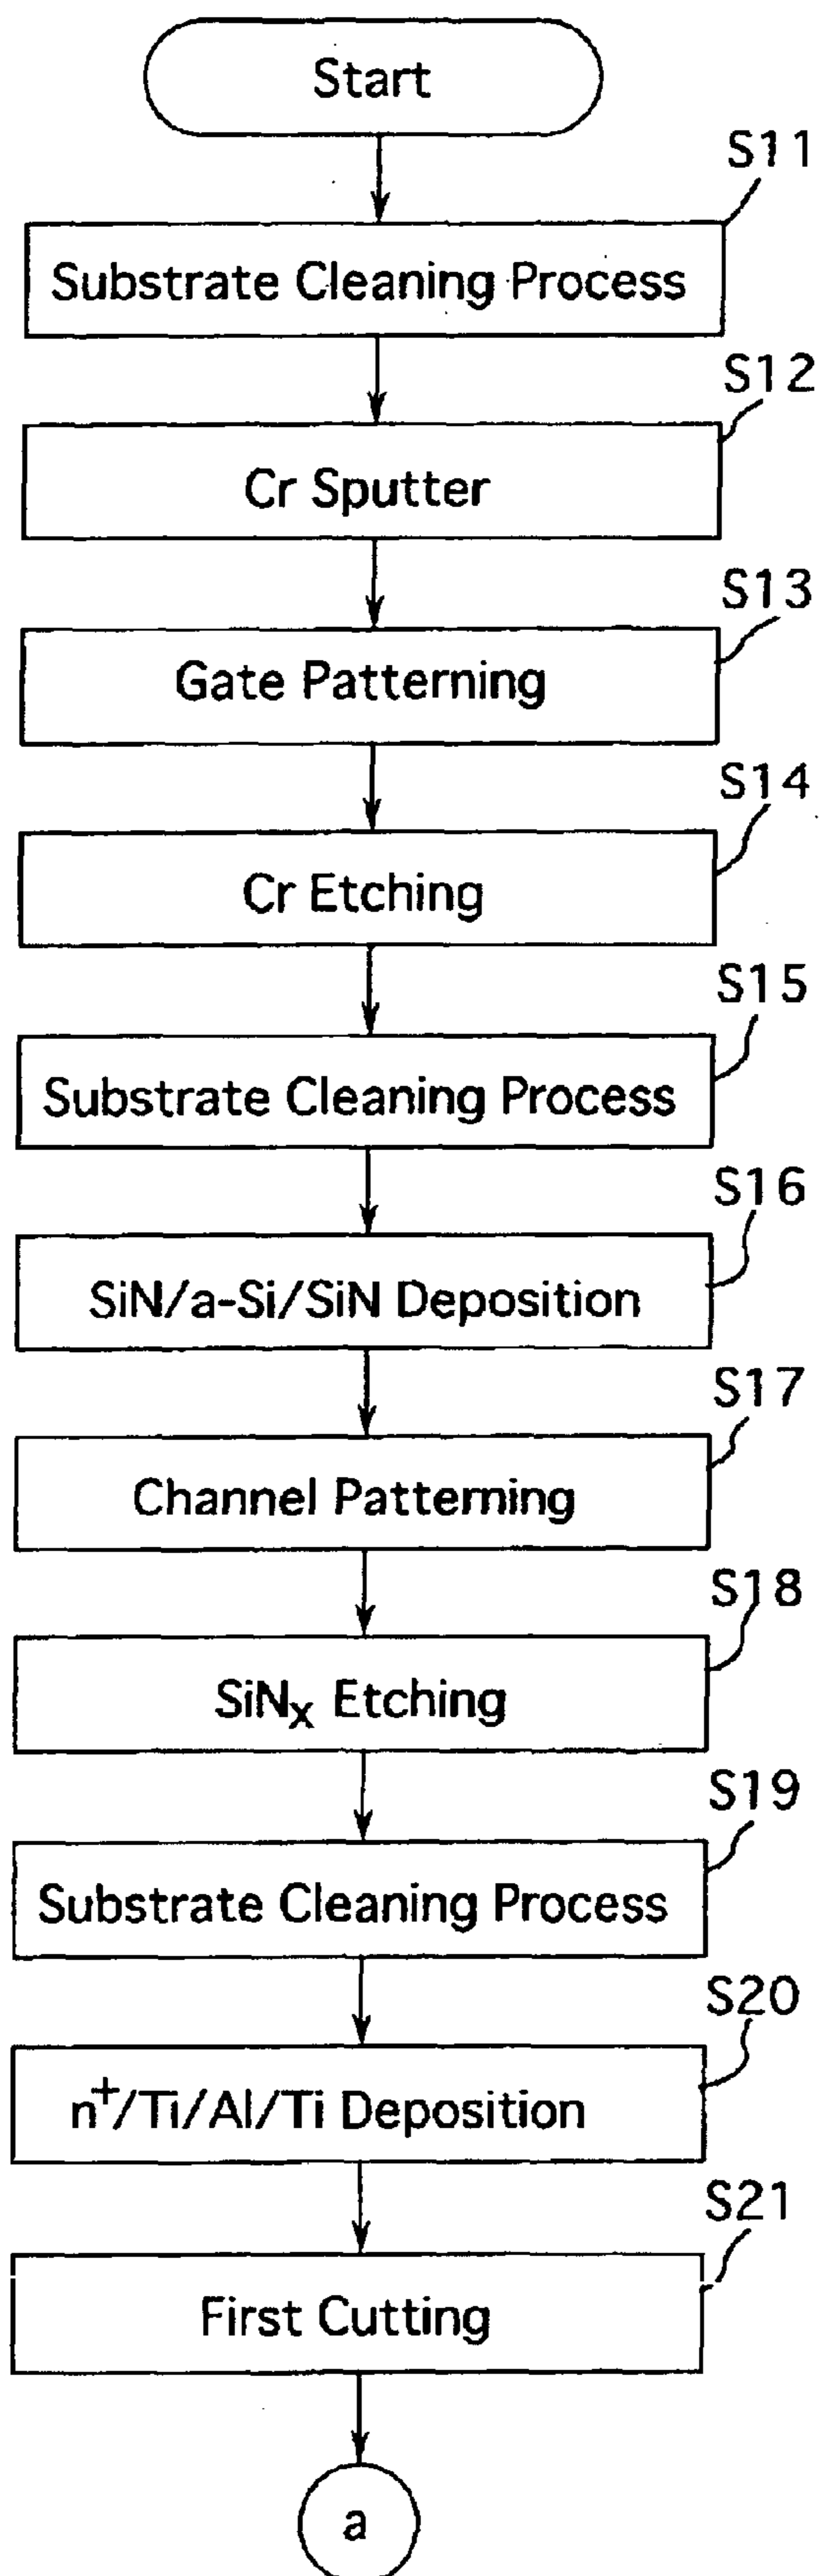 Start
S11
Substrate Cleaning Process
S12
Cr Sputter
S13
Gate Patterning
S14
Cr Etching
S15
Substrate Cleaning Process
S16
SiN/a-Si/SiN Deposition
S17
Channel Patterning
S18
SiNx Etching
S19
Substrate Cleaning Process
S20
n+/Ti/Al/Ti Deposition
S21
First Cutting
a